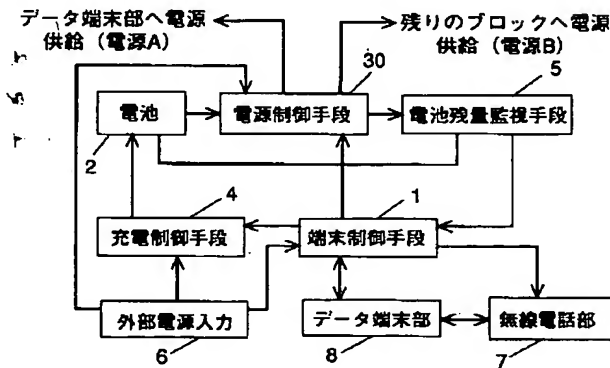 データ端末部へ電源
供給（電源A）
残りのブロックへ電源
供給（電源B）
30
5
電池
電源制御手段
電池残量監視手段
2
4
1
充電制御手段
端末制御手段
外部電源入力
データ端末部
無線電話部
6
8
7